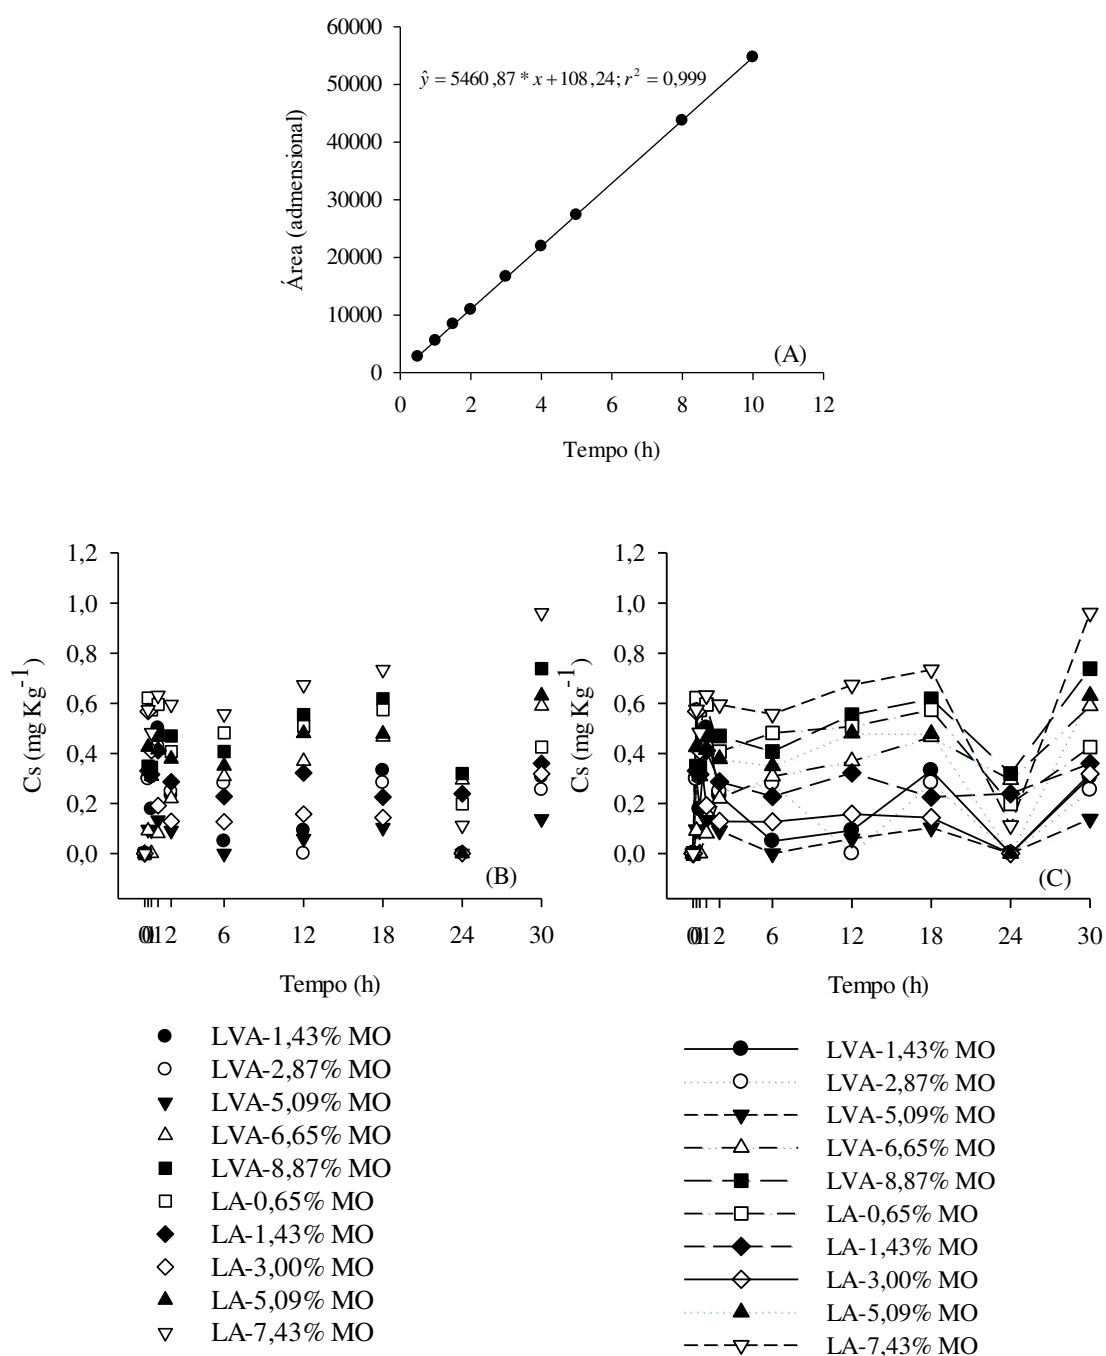 60000
ŷ = 5460,87 * x + 108,24; r² = 0,999
50000
40000
30000
20000
10000
0
Área (admensional)
(A)
0 2 4 6 8 10 12
Tempo (h)
1,2
1,0
0,8
0,6
0,4
0,2
0,0
Cs (mg Kg⁻¹)
(B)
2 6 12 18 24 30
Tempo (h)
1,2
1,0
0,8
0,6
0,4
0,2
0,0
Cs (mg Kg⁻¹)
(C)
2 6 12 18 24 30
Tempo (h)
LVA-1,43% MO
LVA-2,87% MO
LVA-5,09% MO
LVA-6,65% MO
LVA-8,87% MO
LA-0,65% MO
LA-1,43% MO
LA-3,00% MO
LA-5,09% MO
LA-7,43% MO
LVA-1,43% MO
LVA-2,87% MO
LVA-5,09% MO
LVA-6,65% MO
LVA-8,87% MO
LA-0,65% MO
LA-1,43% MO
LA-3,00% MO
LA-5,09% MO
LA-7,43% MO